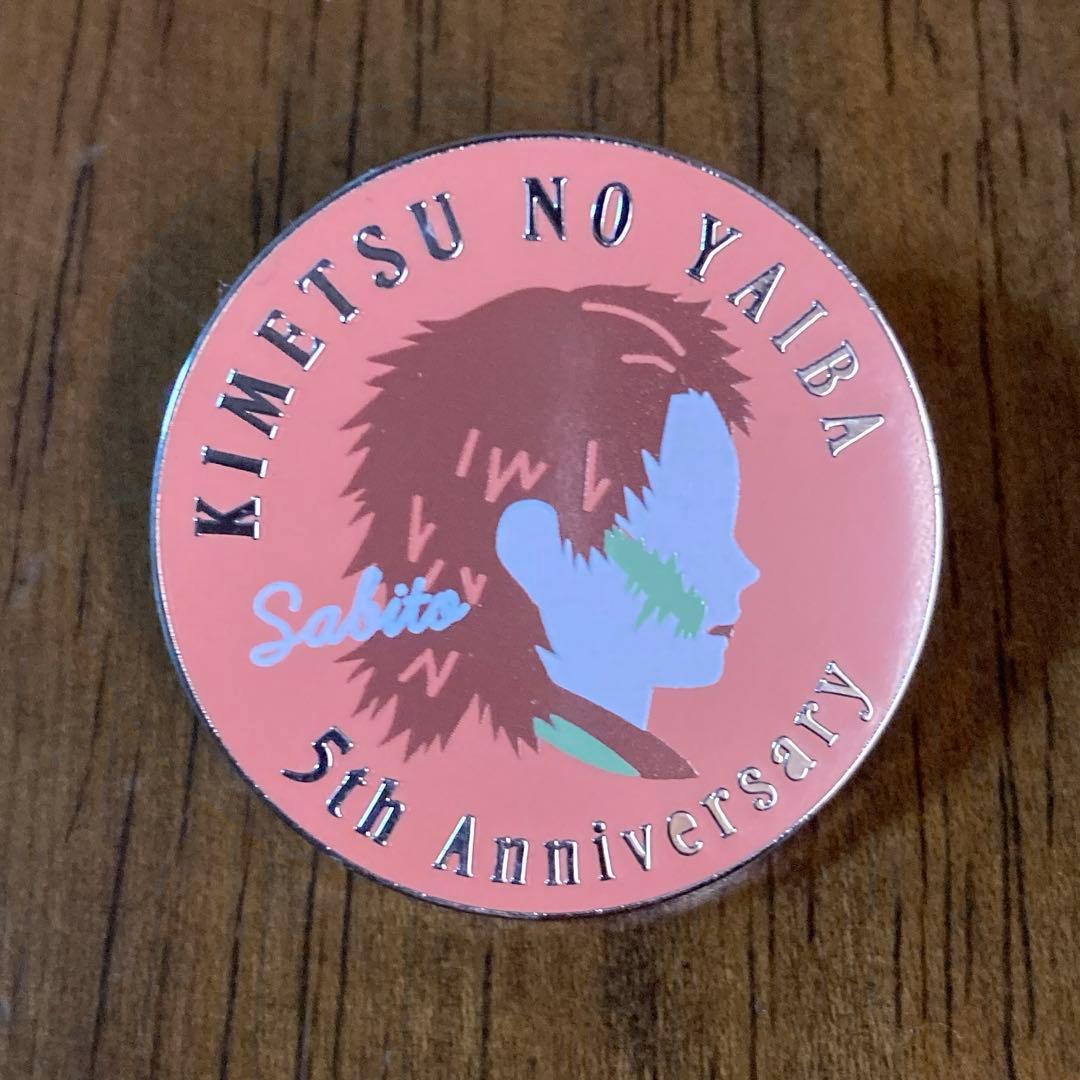 KIMETSU NO YAIBA
Sabito
5th Anniversary